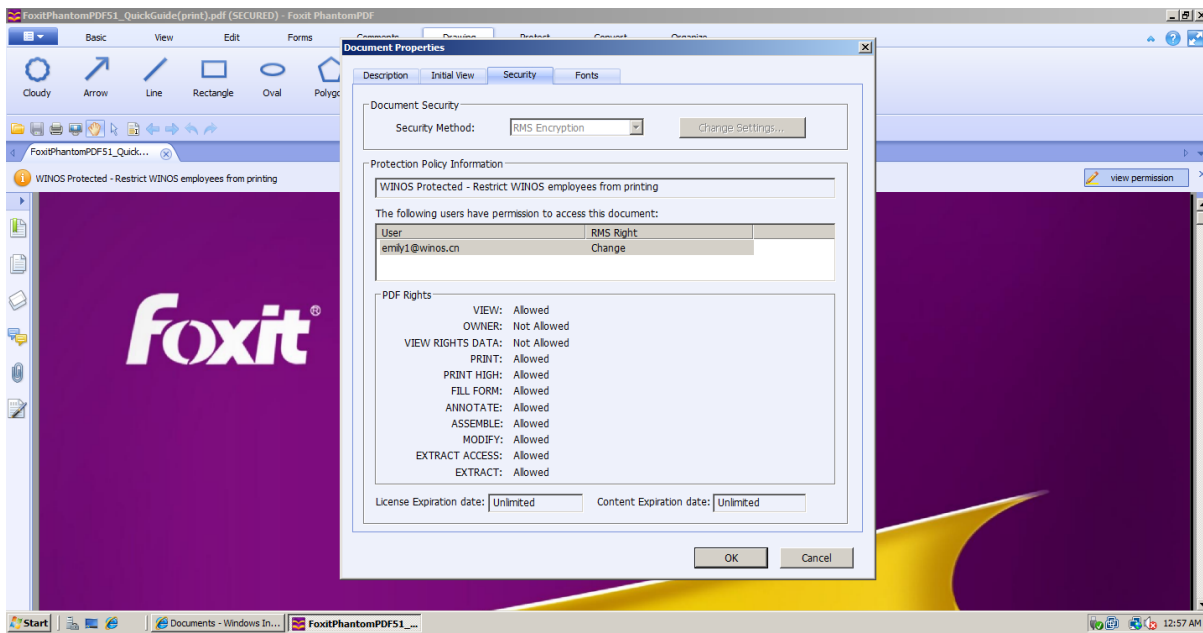 FoxitPhantomPDF51_QuickGuide(print).pdf (SECURED) - Foxit PhantomPDF
Basic View Edit Forms Comments Drawing Protect Convert Organize
Cloudy Arrow Line Rectangle Oval Polygo
FoxitPhantomPDF51_Quick...
WINOS Protected - Restrict WINOS employees from printing
view permission
foxit®
Document Properties
Description Initial View Security Fonts
Document Security
Security Method: RMS Encryption Change Settings...
Protection Policy Information
WINOS Protected - Restrict WINOS employees from printing
The following users have permission to access this document:
User RMS Right
emily1@winos.cn Change
PDF Rights
VIEW: Allowed
OWNER: Not Allowed
VIEW RIGHTS DATA: Not Allowed
PRINT: Allowed
PRINT HIGH: Allowed
FILL FORM: Allowed
ANNOTATE: Allowed
ASSEMBLE: Allowed
MODIFY: Allowed
EXTRACT ACCESS: Allowed
EXTRACT: Allowed
License Expiration date: Unlimited Content Expiration date: Unlimited
OK Cancel
Start Documents - Windows In... FoxitPhantomPDF51_... 12:57 AM